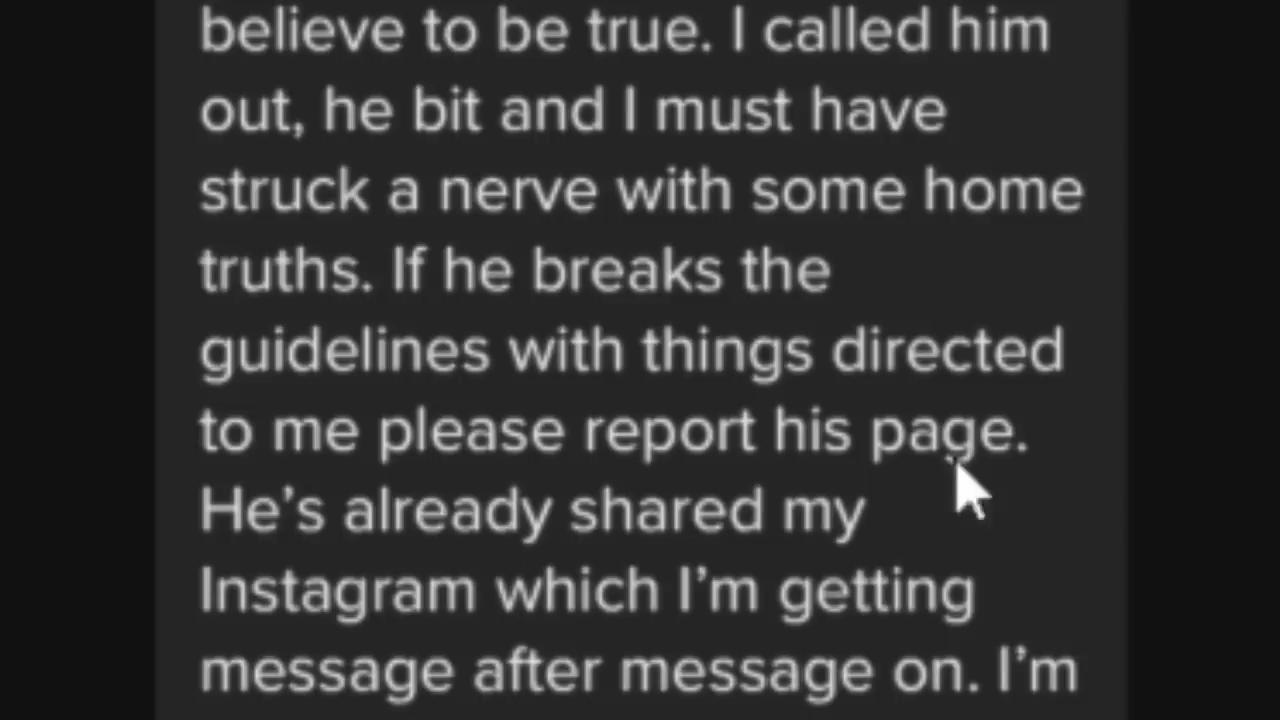 believe to be true. I called him
out, he bit and I must have
struck a nerve with some home
truths. If he breaks the
guidelines with things directed
to me please report his page.
He's already shared my
Instagram which I'm getting
message after message on. I'm